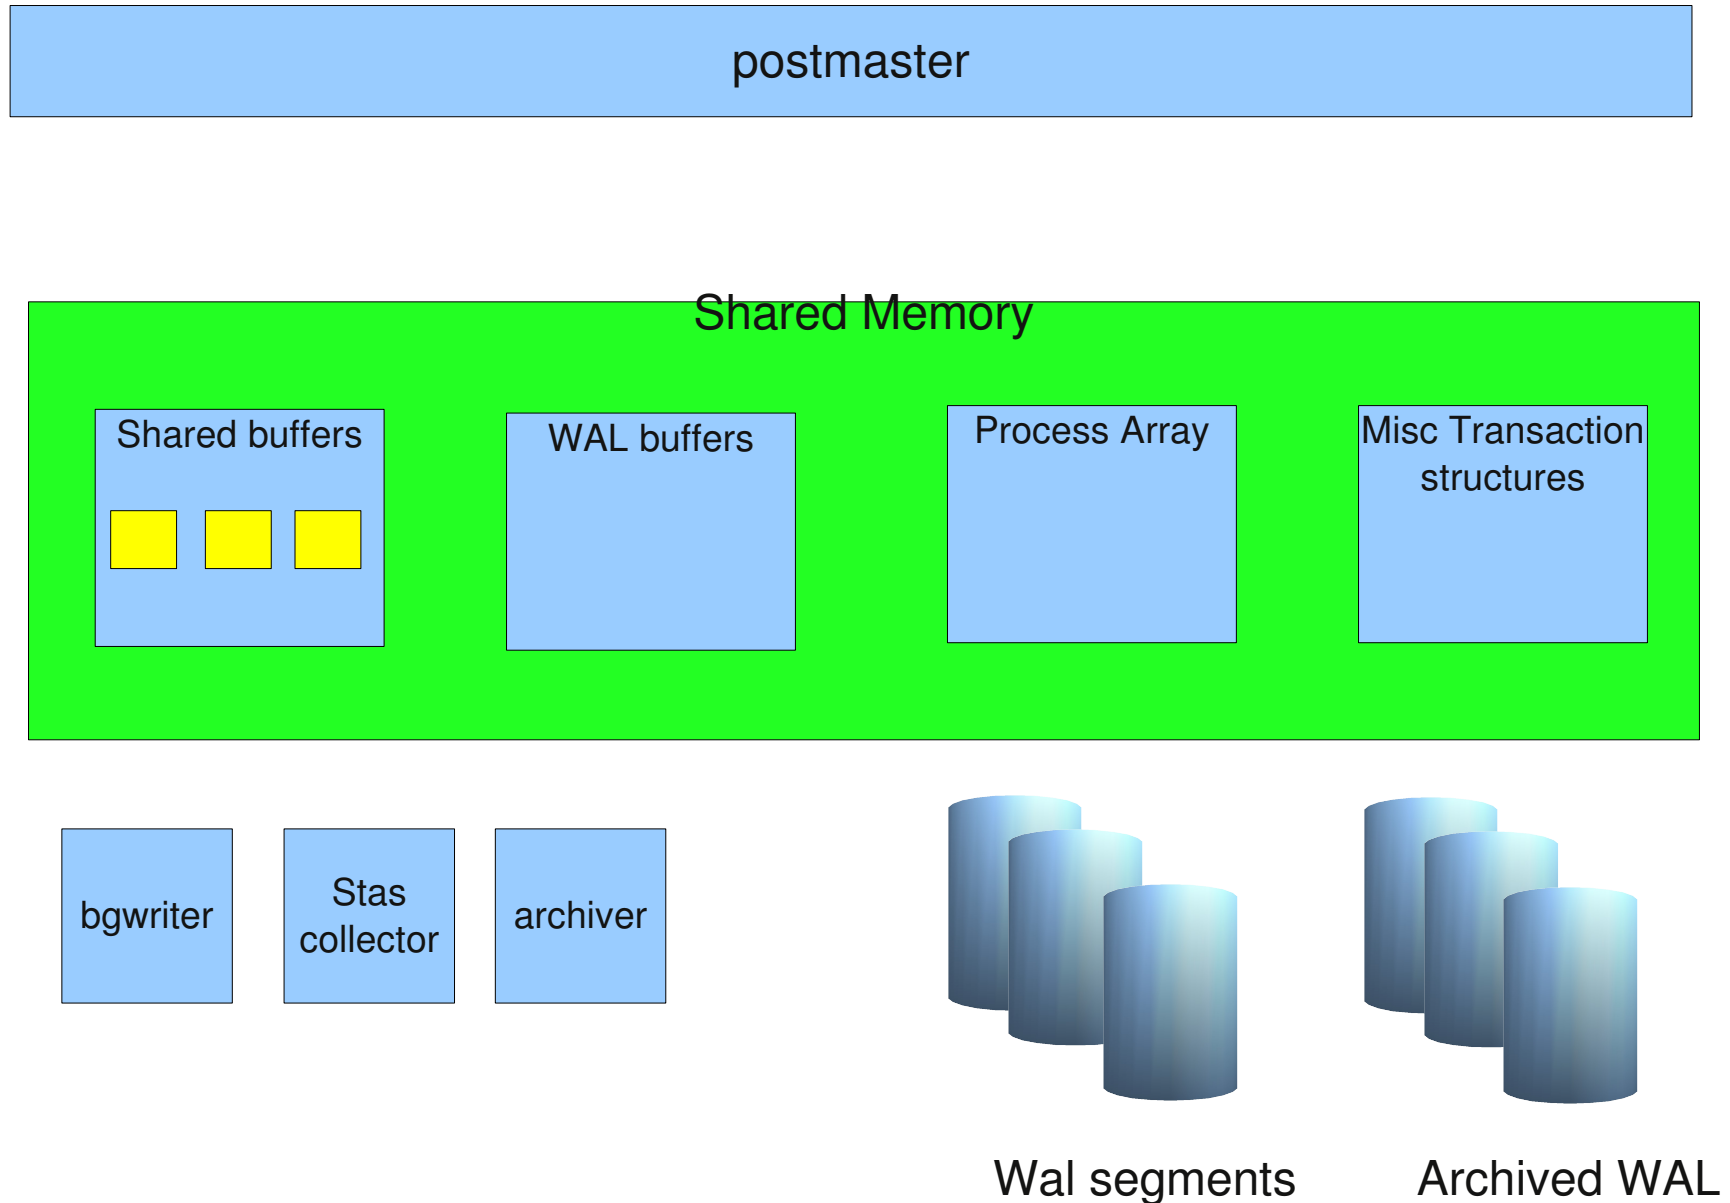 postmaster
Shared Memory
Shared buffers
WAL buffers
Process Array
Misc Transaction
structures
bgwriter
Stas
collector
archiver
Wal segments
Archived WAL